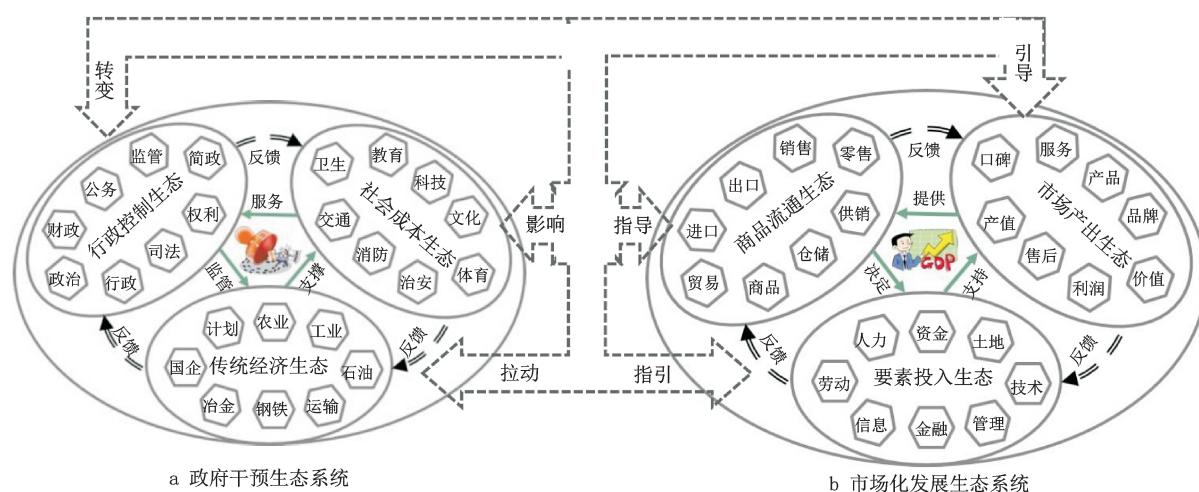 转变
引导
监管
简政
公务
权利
财政
司法
政治
行政
行政控制生态
反馈
服务
卫生
教育
科技
文化
交通
消防
治安
体育
社会成本生态
监管
支撑
反馈
反馈
计划
农业
工业
国企
传统经济生态
石油
冶金
钢铁
运输
影响
指导
拉动
指引
销售
零售
出口
供销
进口
仓储
贸易
商品
商品流通生态
反馈
提供
口碑
服务
产品
品牌
产值
售后
利润
价值
市场产出生态
GDP
决定
支持
反馈
反馈
人力
资金
土地
劳动
要素投入生态
技术
信息
金融
管理
a 政府干预生态系统
b 市场化发展生态系统